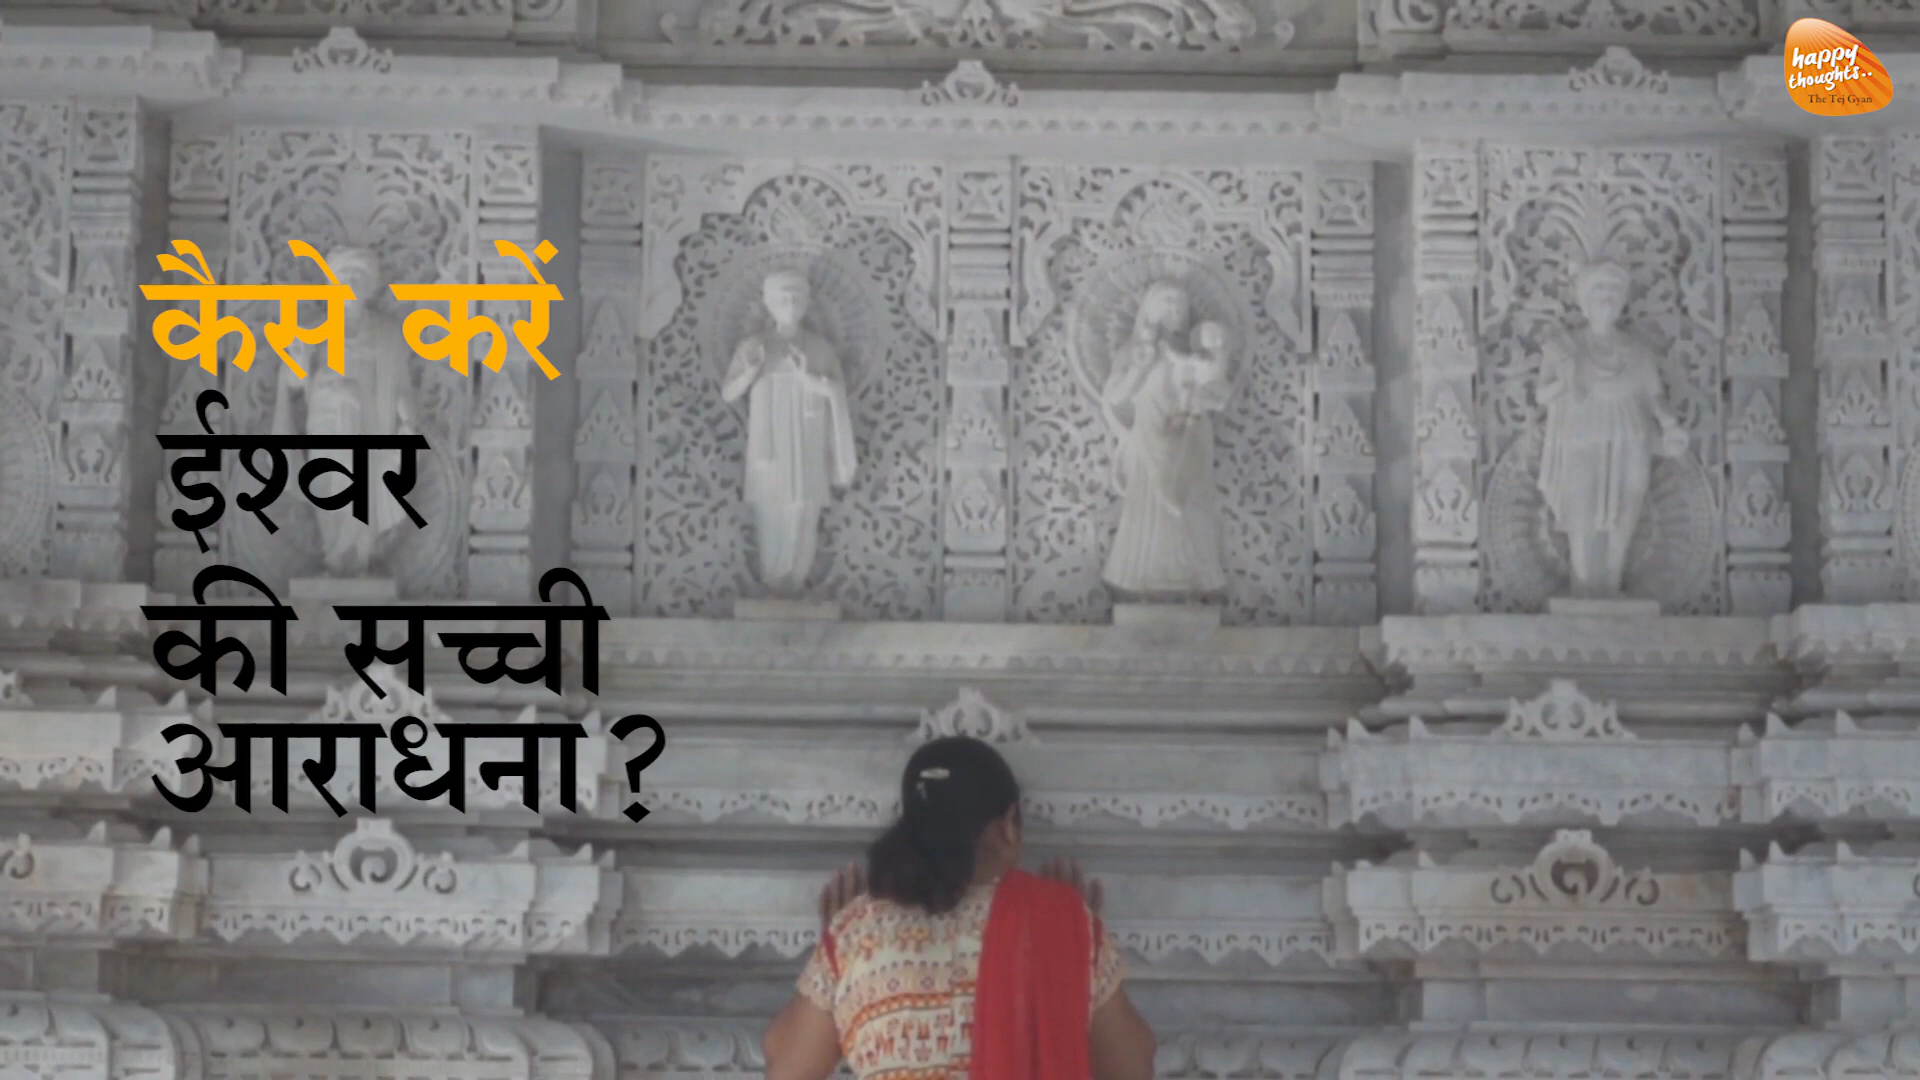 happy
thoughts..
The Tej Gyan
कैसे करें
ईश्वर
की सच्ची
आराधना?